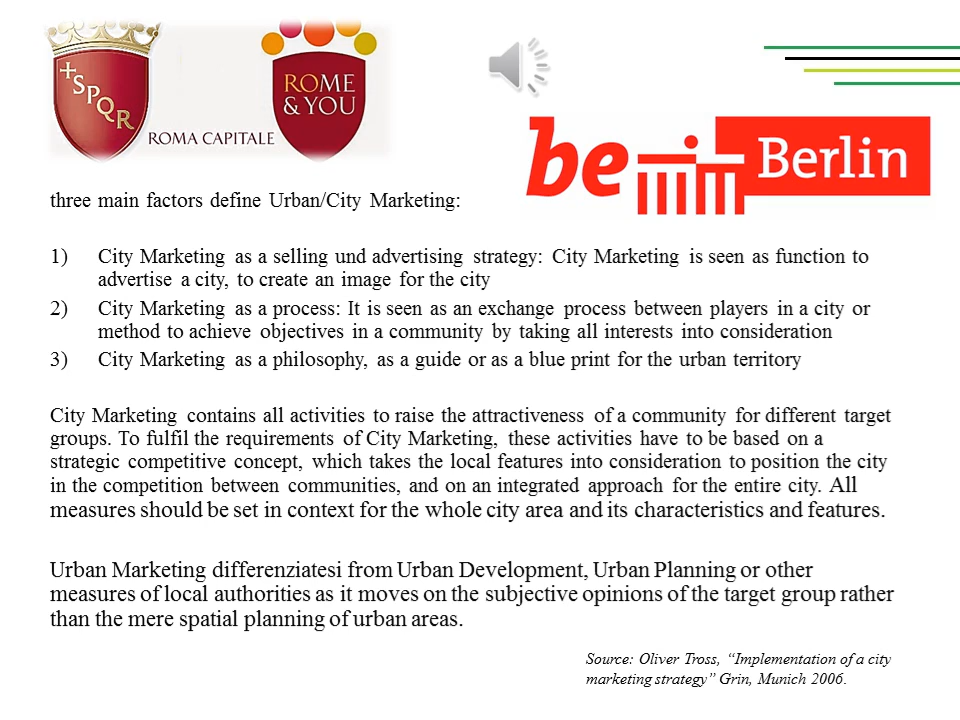 SPQR
ROMA CAPITALE
ROME
& YOU
be Berlin
three main factors define Urban/City Marketing:
1) City Marketing as a selling und advertising strategy: City Marketing is seen as function to
advertise a city, to create an image for the city
2) City Marketing as a process: It is seen as an exchange process between players in a city or
method to achieve objectives in a community by taking all interests into consideration
3) City Marketing as a philosophy, as a guide or as a blue print for the urban territory
City Marketing contains all activities to raise the attractiveness of a community for different target
groups. To fulfil the requirements of City Marketing, these activities have to be based on a
strategic competitive concept, which takes the local features into consideration to position the city
in the competition between communities, and on an integrated approach for the entire city. All
measures should be set in context for the whole city area and its characteristics and features.
Urban Marketing differenziatesi from Urban Development, Urban Planning or other
measures of local authorities as it moves on the subjective opinions of the target group rather
than the mere spatial planning of urban areas.
Source: Oliver Tross, “Implementation of a city
marketing strategy” Grin, Munich 2006.